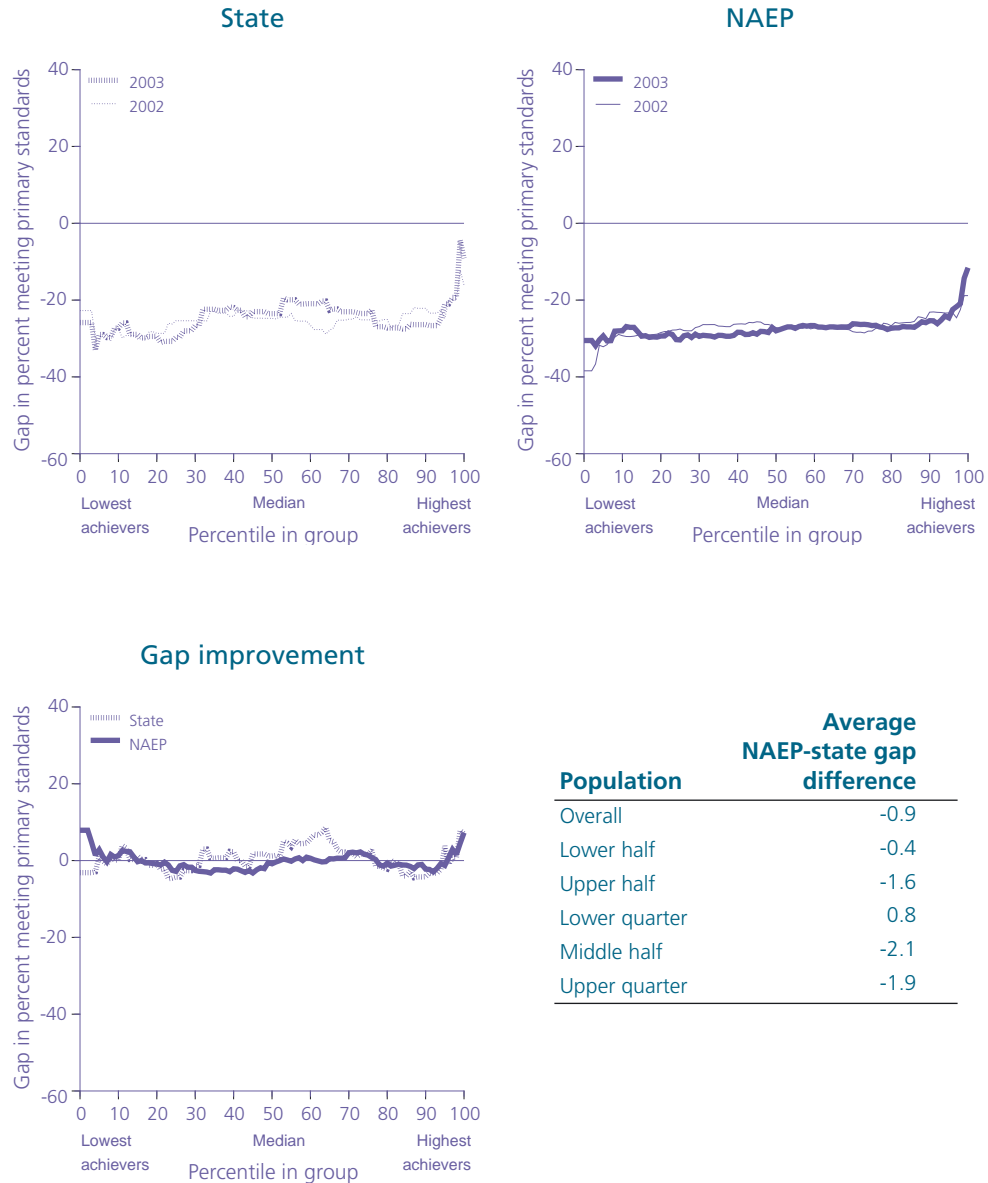 State
NAEP
Gap in percent meeting primary standards
40
20
0
-20
-40
-60
2003
2002
0 10 20 30 40 50 60 70 80 90 100
Lowest achievers
Median
Highest achievers
Percentile in group
Gap in percent meeting primary standards
40
20
0
-20
-40
-60
2003
2002
0 10 20 30 40 50 60 70 80 90 100
Lowest achievers
Median
Highest achievers
Percentile in group
Gap improvement
Gap in percent meeting primary standards
40
20
0
-20
-40
-60
State
NAEP
0 10 20 30 40 50 60 70 80 90 100
Lowest achievers
Median
Highest achievers
Percentile in group
Average
NAEP-state gap
Population difference
Overall -0.9
Lower half -0.4
Upper half -1.6
Lower quarter 0.8
Middle half -2.1
Upper quarter -1.9